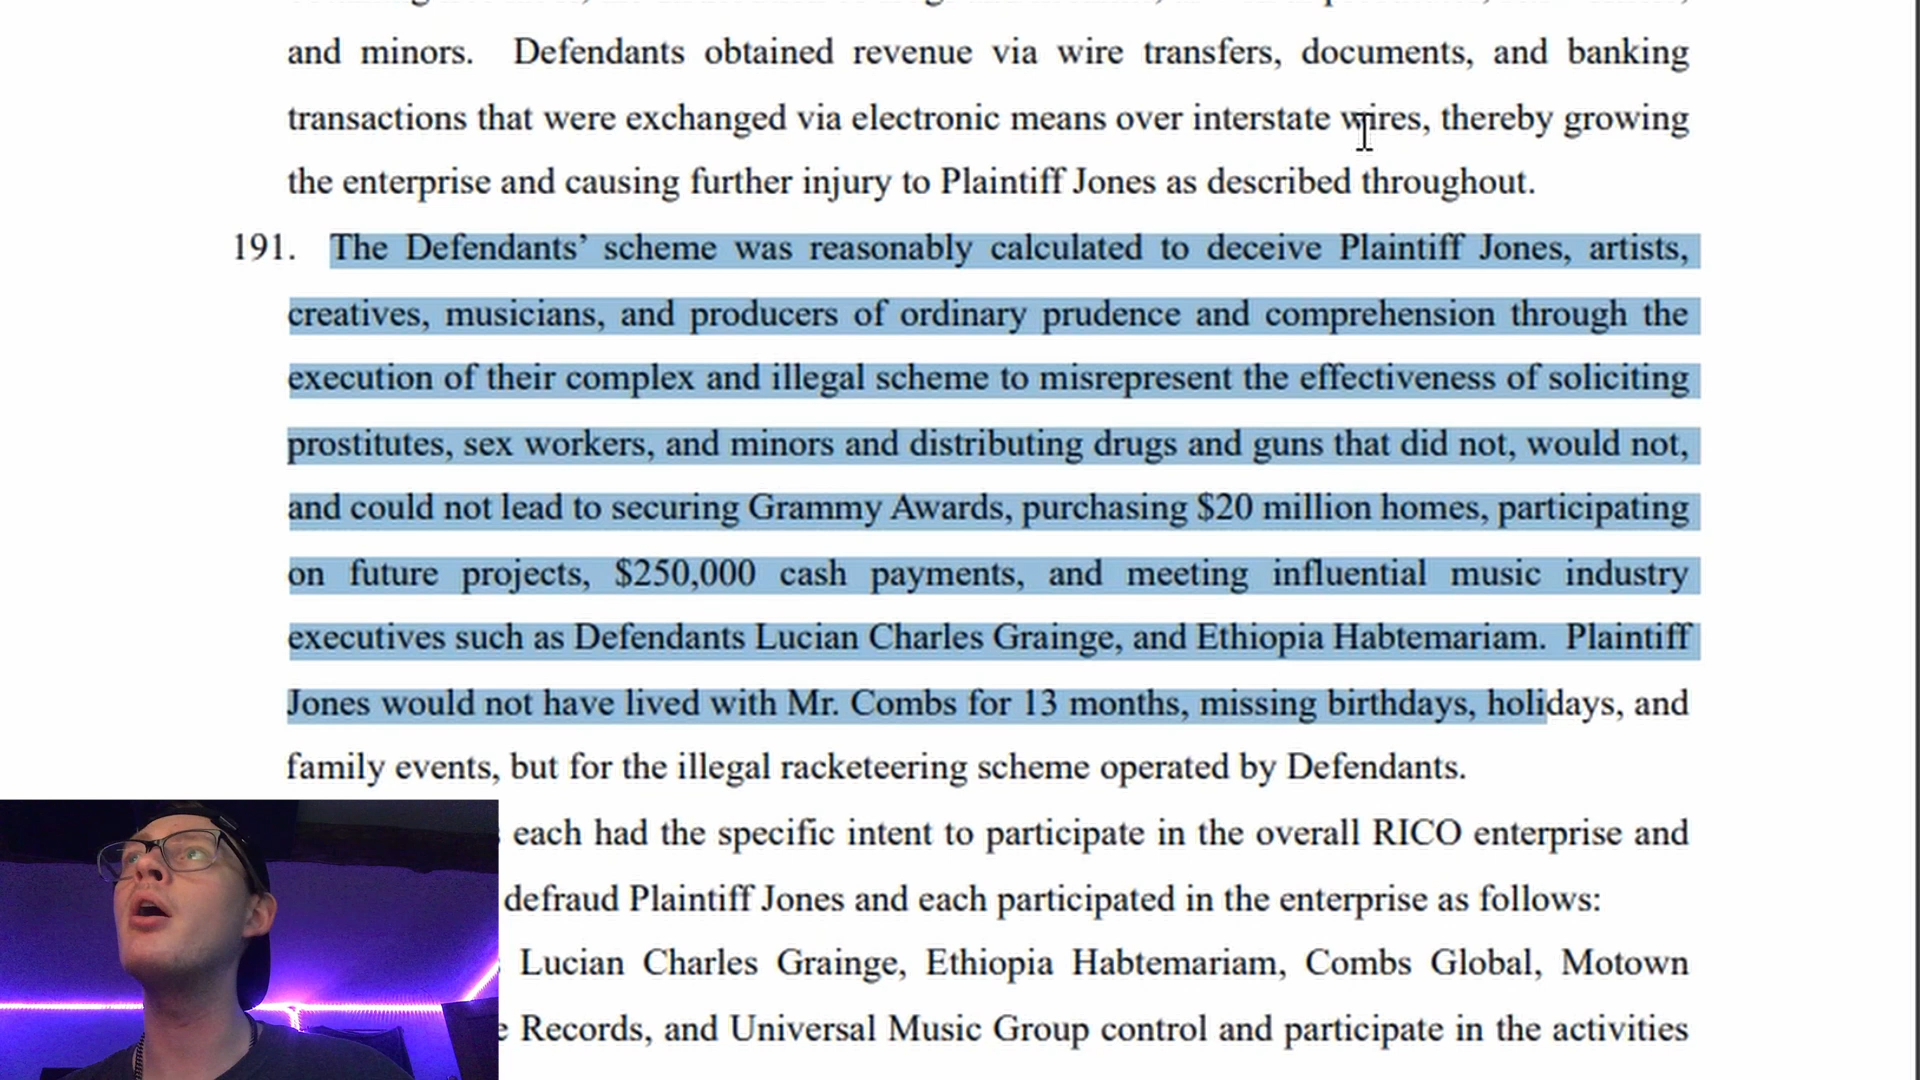 and minors. Defendants obtained revenue via wire transfers, documents, and banking
transactions that were exchanged via electronic means over interstate wires, thereby growing
the enterprise and causing further injury to Plaintiff Jones as described throughout.
191. The Defendants’ scheme was reasonably calculated to deceive Plaintiff Jones, artists,
creatives, musicians, and producers of ordinary prudence and comprehension through the
execution of their complex and illegal scheme to misrepresent the effectiveness of soliciting
prostitutes, sex workers, and minors and distributing drugs and guns that did not, would not,
and could not lead to securing Grammy Awards, purchasing $20 million homes, participating
on future projects, $250,000 cash payments, and meeting influential music industry
executives such as Defendants Lucian Charles Grainge, and Ethiopia Habtemariam. Plaintiff
Jones would not have lived with Mr. Combs for 13 months, missing birthdays, holidays, and
family events, but for the illegal racketeering scheme operated by Defendants.
each had the specific intent to participate in the overall RICO enterprise and
defraud Plaintiff Jones and each participated in the enterprise as follows:
Lucian Charles Grainge, Ethiopia Habtemariam, Combs Global, Motown
Records, and Universal Music Group control and participate in the activities